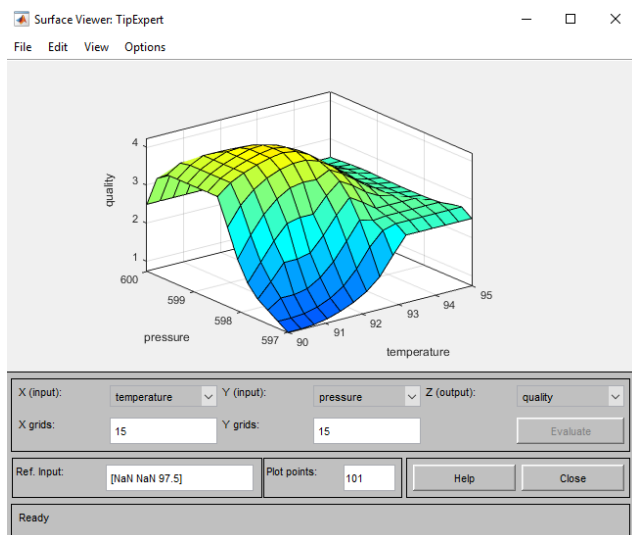 Surface Viewer: TipExpert
File Edit View Options
4
3
2
1
quality
600
599
598
597
pressure
90
91
92
93
94
95
temperature
X (input): temperature Y (input): pressure Z (output): quality
X grids: 15 Y grids: 15 Evaluate
Ref. Input: [NaN NaN 97.5] Plot points: 101 Help Close
Ready